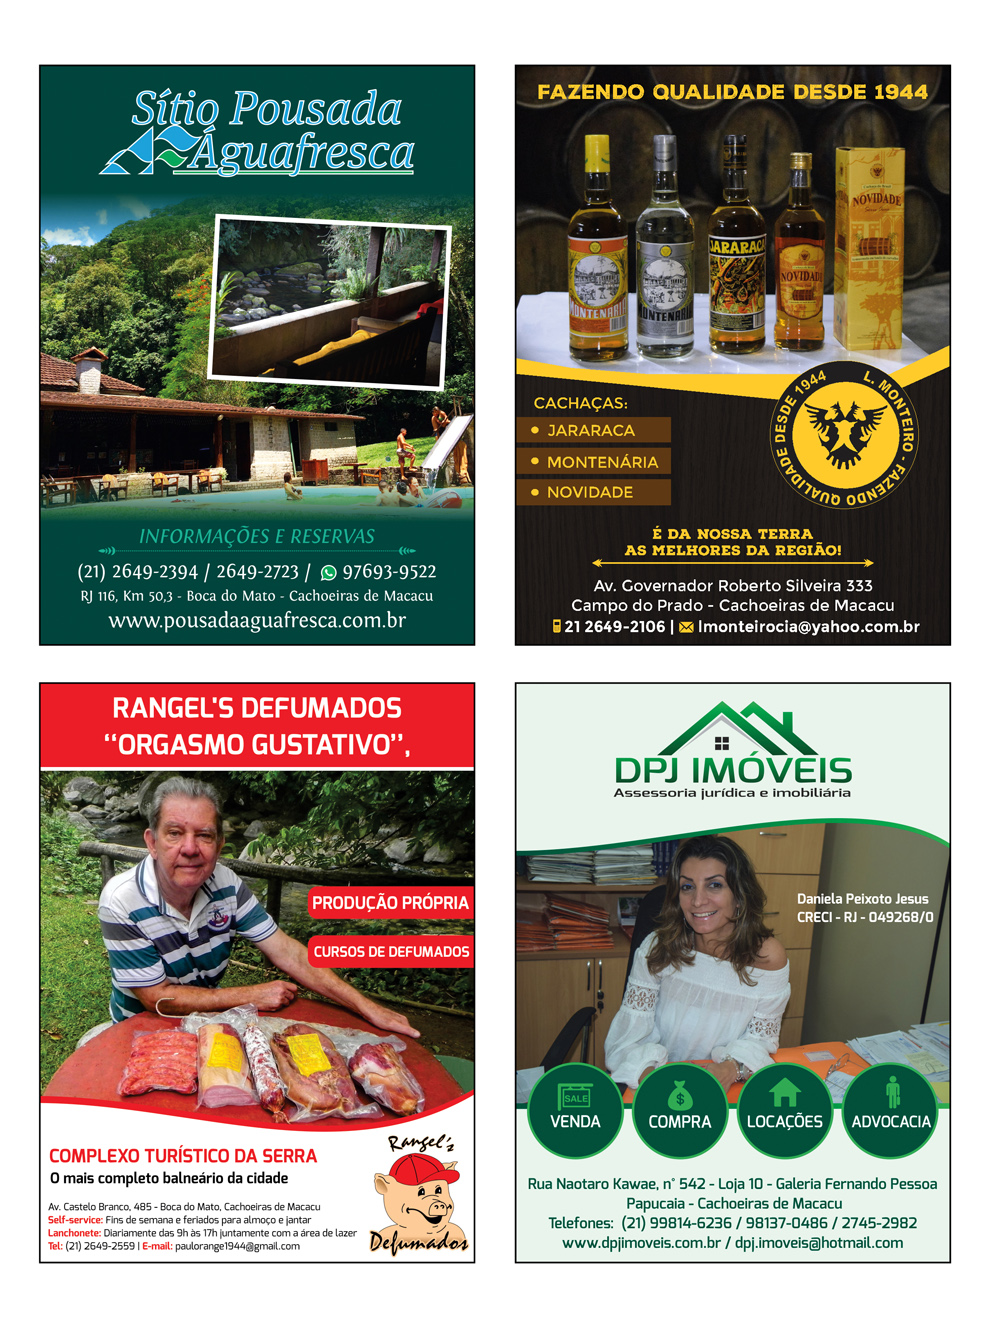 Sítio Pousada
Águafresca
INFORMAÇÕES E RESERVAS
(21) 2649-2394 / 2649-2723 / 97693-9522
RJ 116, Km 50,3 - Boca do Mato - Cachoeiras de Macacu
www.pousadaaguafresca.com.br
FAZENDO QUALIDADE DESDE 1944
MONTENÁRIA
MONTENÁRIA
JARARACA
NOVIDADE
NOVIDADE
CACHAÇAS:
• JARARACA
• MONTENÁRIA
• NOVIDADE
L. MONTEIRO - FAZENDO QUALIDADE DESDE 1944
É DA NOSSA TERRA
AS MELHORES DA REGIÃO!
Av. Governador Roberto Silveira 333
Campo do Prado - Cachoeiras de Macacu
21 2649-2106 | lmonteirocia@yahoo.com.br
RANGEL'S DEFUMADOS
“ORGASMO GUSTATIVO”,
PRODUÇÃO PRÓPRIA
CURSOS DE DEFUMADOS
COMPLEXO TURÍSTICO DA SERRA
O mais completo balneário da cidade
Av. Castelo Branco, 485 - Boca do Mato, Cachoeiras de Macacu
Self-service: Fins de semana e feriados para almoço e jantar
Lanchonete: Diariamente das 9h às 17h juntamente com a área de lazer
Tel: (21) 2649-2559 | E-mail: paulorange1944@gmail.com
Rangel's
Defumados
DPJ IMÓVEIS
Assessoria jurídica e imobiliária
Daniela Peixoto Jesus
CRECI - RJ - 049268/0
SALE
VENDA
$
COMPRA
LOCAÇÕES
ADVOCACIA
Rua Naotaro Kawae, n° 542 - Loja 10 - Galeria Fernando Pessoa
Papucaia - Cachoeiras de Macacu
Telefones: (21) 99814-6236 / 98137-0486 / 2745-2982
www.dpjimoveis.com.br / dpj.imoveis@hotmail.com